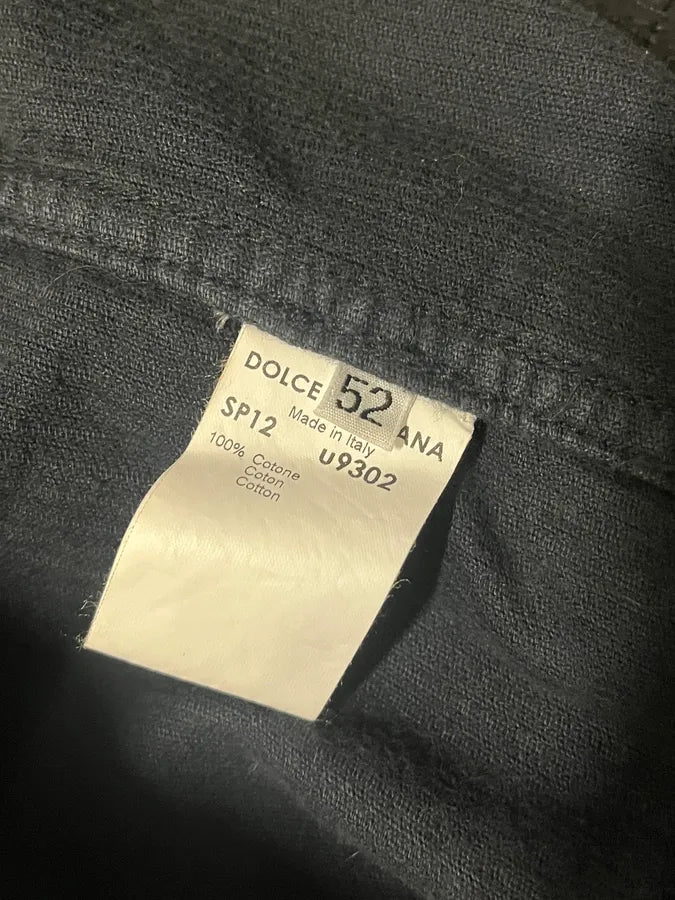 DOLCE ANA
52
Made in Italy
SP12 U9302
100% Cotone
Coton
Cotton